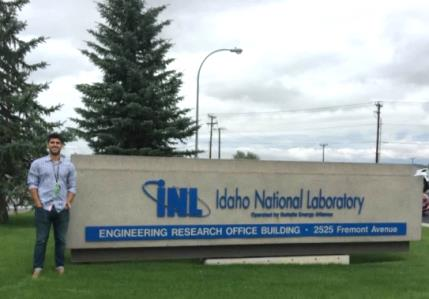 INL Idaho National Laboratory
Operated by Battelle Energy Alliance
ENGINEERING RESEARCH OFFICE BUILDING • 2525 Fremont Avenue